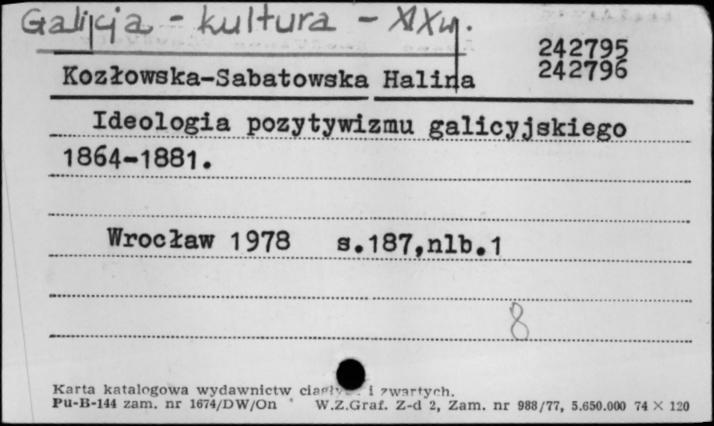 Galicja - kultura - XIXw.
242795
Kozłowska-Sabatowska Halina 242796
Ideologia pozytywizmu galicyjskiego
1864-1881.
Wrocław 1978 s.187,nlb.1
8
Karta katalogowa wydawnictw i zwartych.
Pu-B-144 zam. nr 1674/DW/On W.Z.Graf. Z-d 2, Zam. nr 988/77, 5.650.000 74 × 120